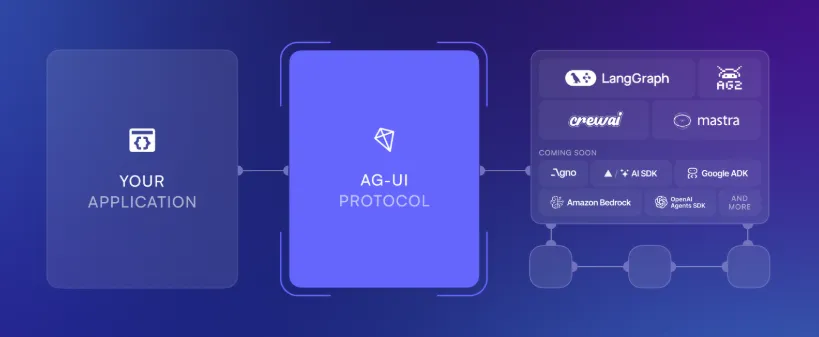 YOUR
APPLICATION
AG-UI
PROTOCOL
LangGraph
AG2
crewai
mastra
COMING SOON
Agno
/ AI SDK
Google ADK
Amazon Bedrock
OpenAI
Agents SDK
AND
MORE